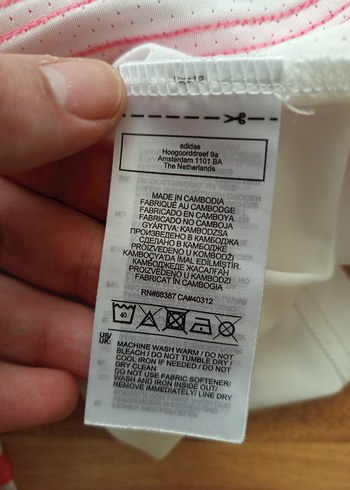 adidas
Hoogoorddreef 9a
Amsterdam 1101 BA
The Netherlands
MADE IN CAMBODIA
FABRIQUÉ AU CAMBODGE
FABRICADO EN CAMBOYA
FABRICADO NO CAMBOJA
GYÁRTVA: KAMBODZSA
ПРОИЗВЕДЕНО В КАМБОДЖА
СДЕЛАНО В КАМБОДЖЕ
PROIZVEDENO U KOMBODŽI
KAMBOÇYA'DA İMAL EDİLMİŞTİR.
КАМБОДЖЕДЕ ЖАСАЛҒАН
PROIZVEDENO U KAMBODŽI
FABRICAT ÎN CAMBOGIA
RN#88387 CA#40312
40
US/
UK:
MACHINE WASH WARM / DO NOT
BLEACH / DO NOT TUMBLE DRY /
COOL IRON IF NEEDED / DO NOT
DRY CLEAN
DO NOT USE FABRIC SOFTENER/
WASH AND IRON INSIDE OUT/
REMOVE IMMEDIATELY/ LINE DRY